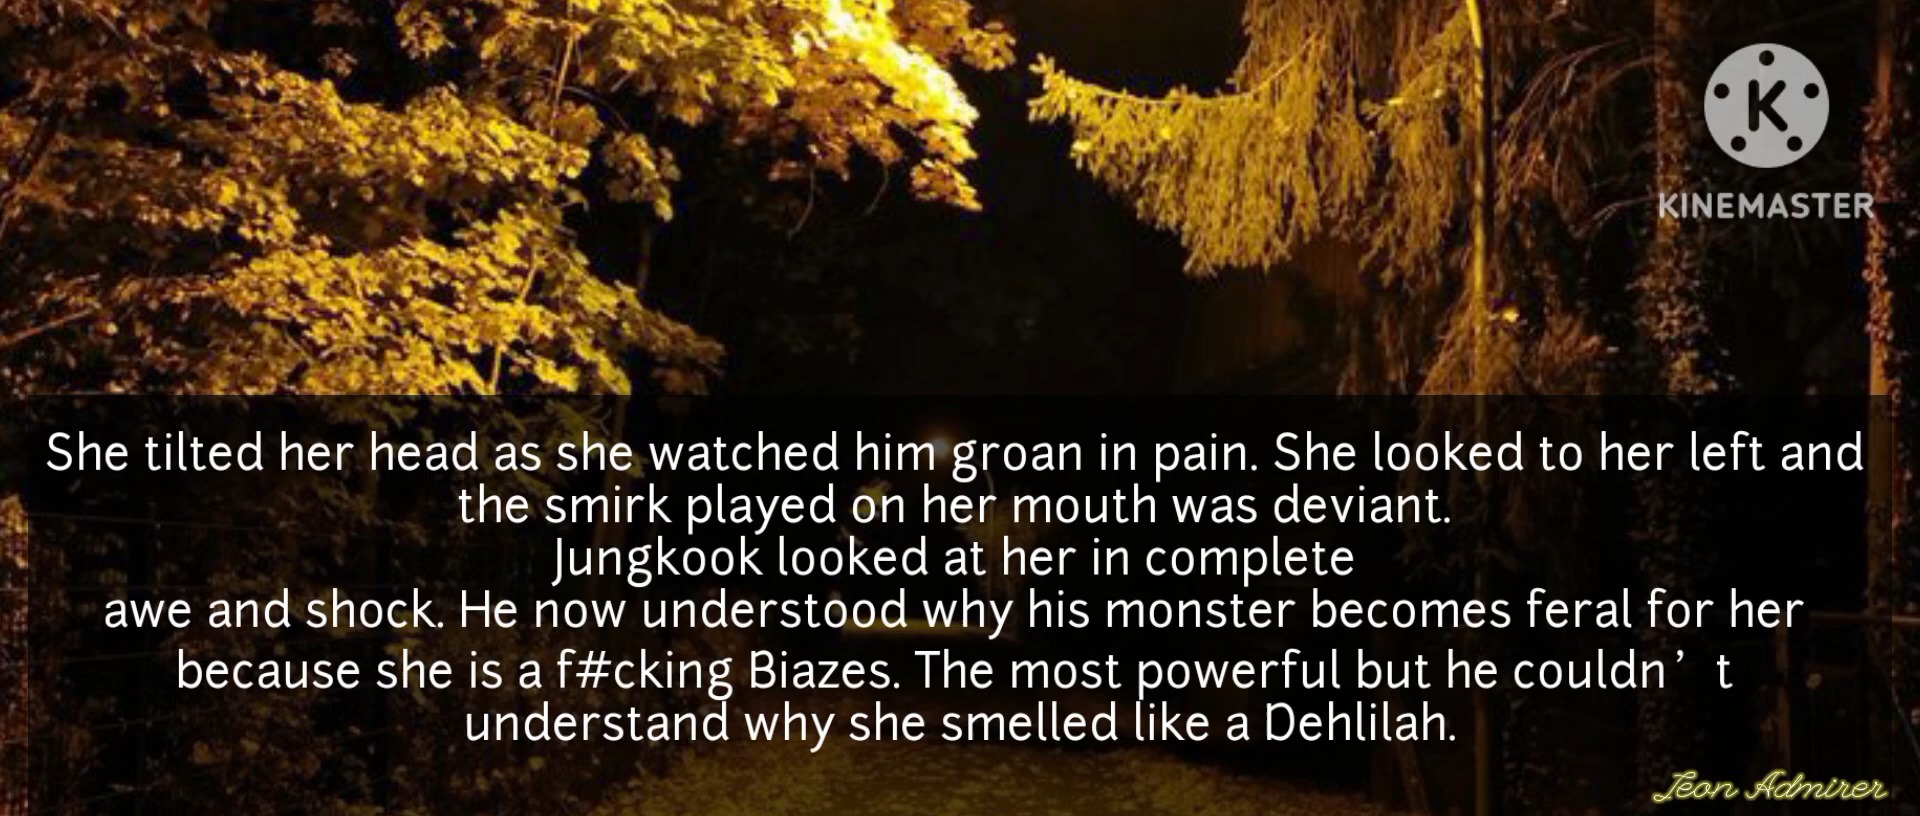 K
KINEMASTER
She tilted her head as she watched him groan in pain. She looked to her left and
the smirk played on her mouth was deviant.
Jungkook looked at her in complete
awe and shock. He now understood why his monster becomes feral for her
because she is a f#cking Biazes. The most powerful but he couldn’t
understand why she smelled like a Dehlilah.
Jeon Admirer